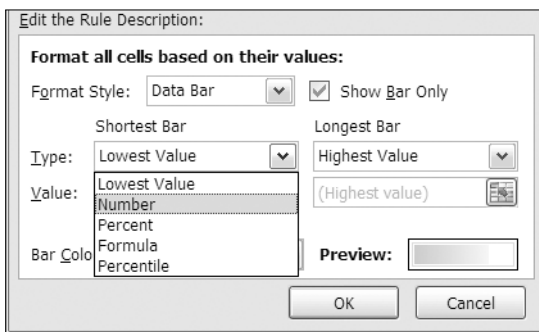 Edit the Rule Description:
Format all cells based on their values:
Format Style: Data Bar Show Bar Only
Shortest Bar Longest Bar
Type: Lowest Value Highest Value
Value: Lowest Value (Highest value)
Number
Percent
Formula
Bar Colo Percentile Preview:
OK Cancel